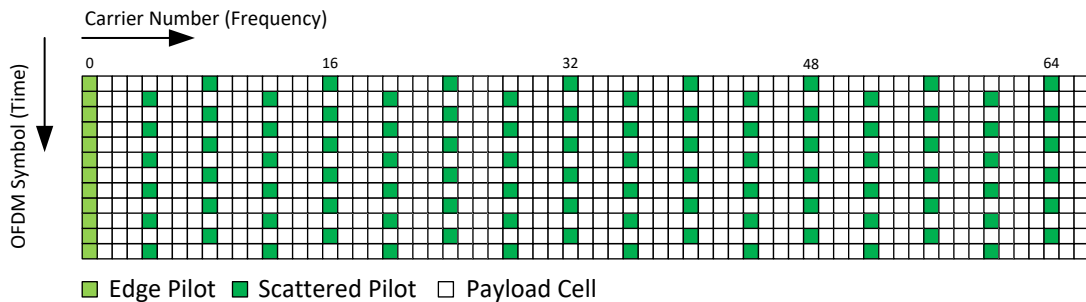 Carrier Number (Frequency)
0 16 32 48 64
OFDM Symbol (Time)
Edge Pilot Scattered Pilot Payload Cell